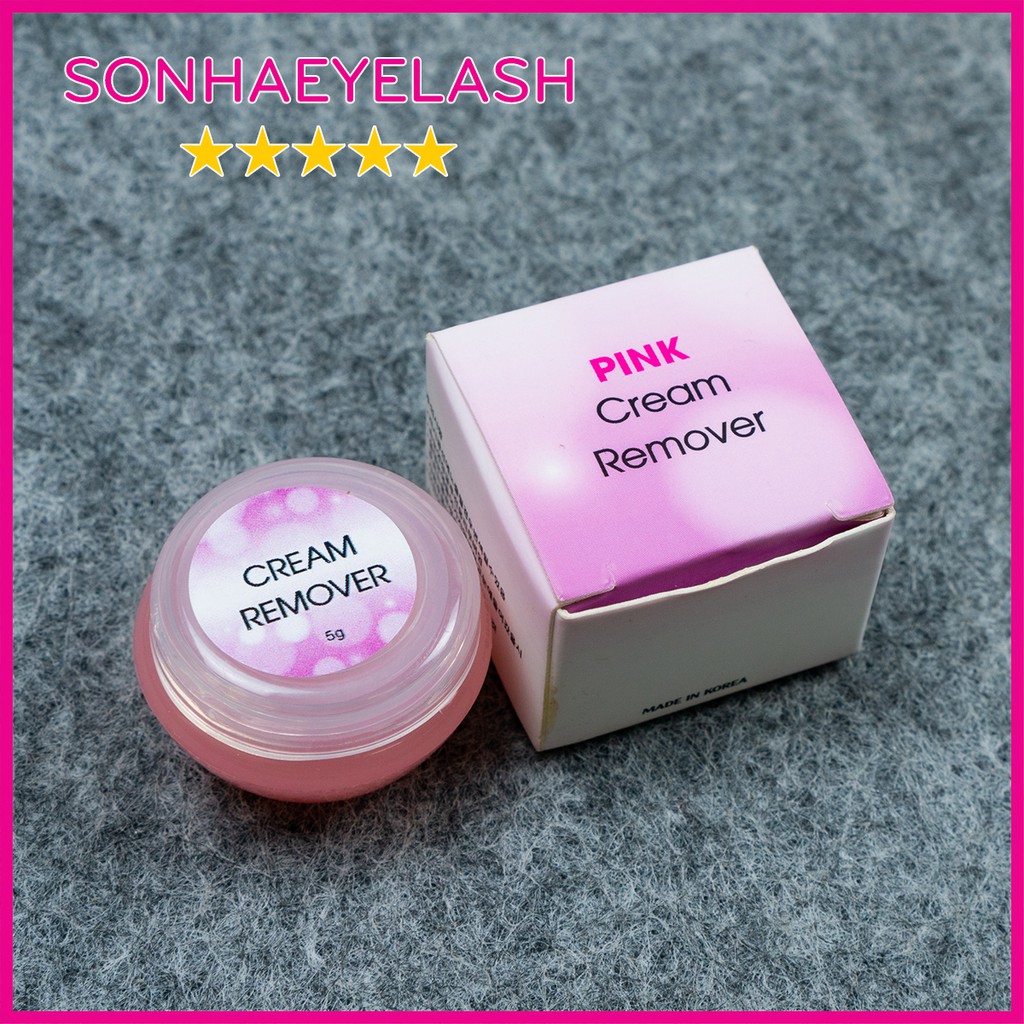 SONHAEYELASH
PINK
Cream
Remover
CREAM
REMOVER
5g
MADE IN KOREA